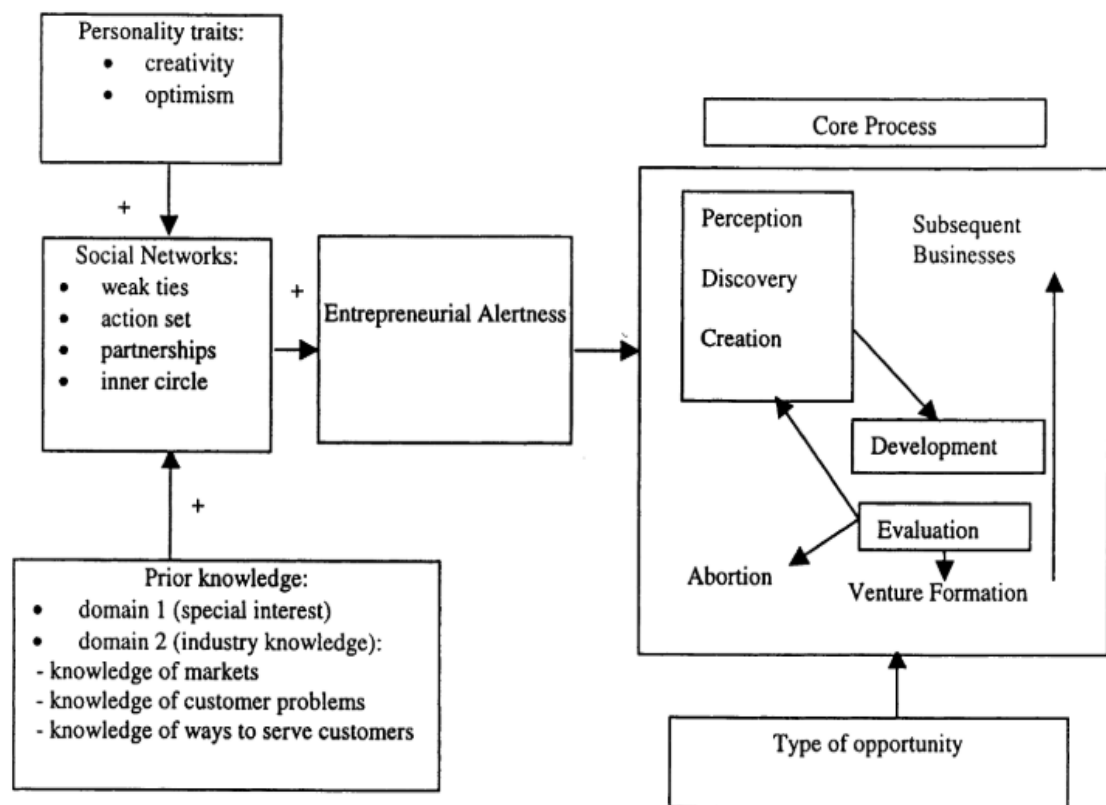 Personality traits:
• creativity
• optimism
+
Social Networks:
• weak ties
• action set
• partnerships
• inner circle
+
Entrepreneurial Alertness
+
Prior knowledge:
• domain 1 (special interest)
• domain 2 (industry knowledge):
- knowledge of markets
- knowledge of customer problems
- knowledge of ways to serve customers
Core Process
Perception
Discovery
Creation
Subsequent
Businesses
Development
Evaluation
Abortion
Venture Formation
Type of opportunity